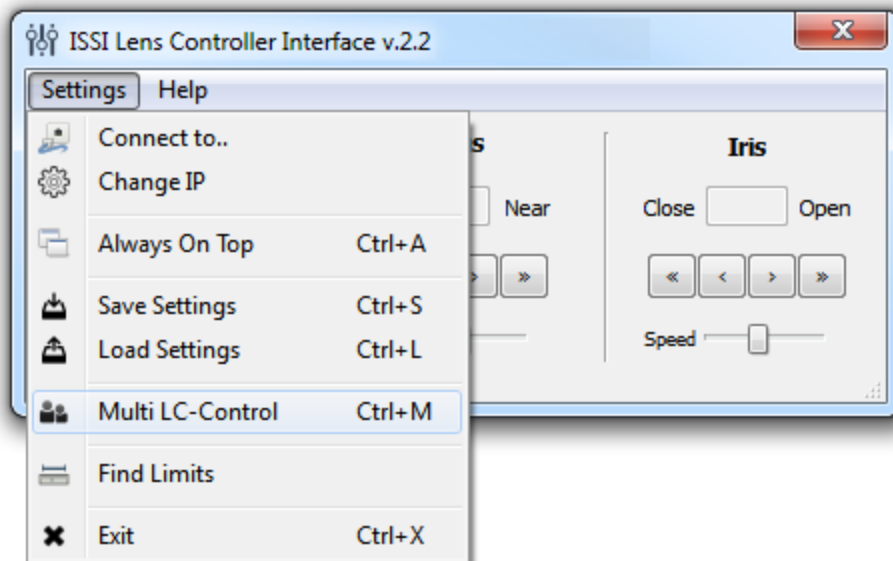 ISSI Lens Controller Interface v.2.2
Settings Help
Connect to..
Change IP
Always On Top Ctrl+A
Save Settings Ctrl+S
Load Settings Ctrl+L
Multi LC-Control Ctrl+M
Find Limits
Exit Ctrl+X
s
Near
> »
Iris
Close Open
« < > »
Speed